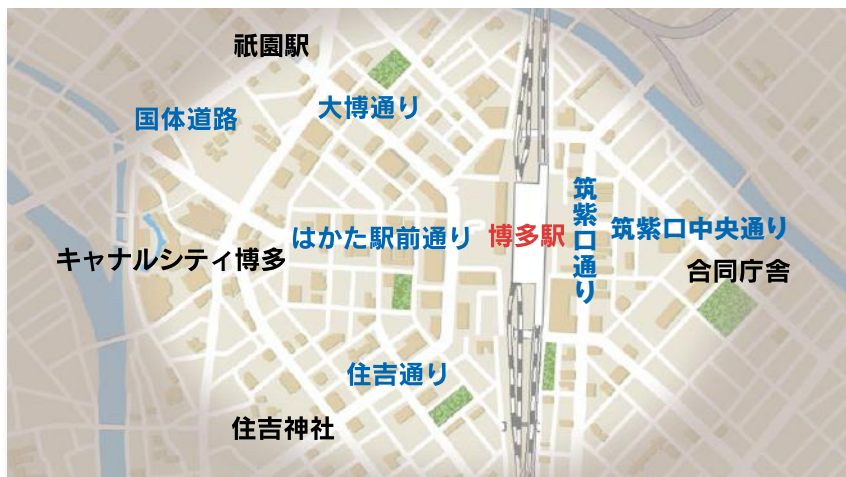 祇園駅
大博通り
国体道路
筑紫口通り
筑紫口中央通り
はかた駅前通り
博多駅
キャナルシティ博多
合同庁舎
住吉通り
住吉神社